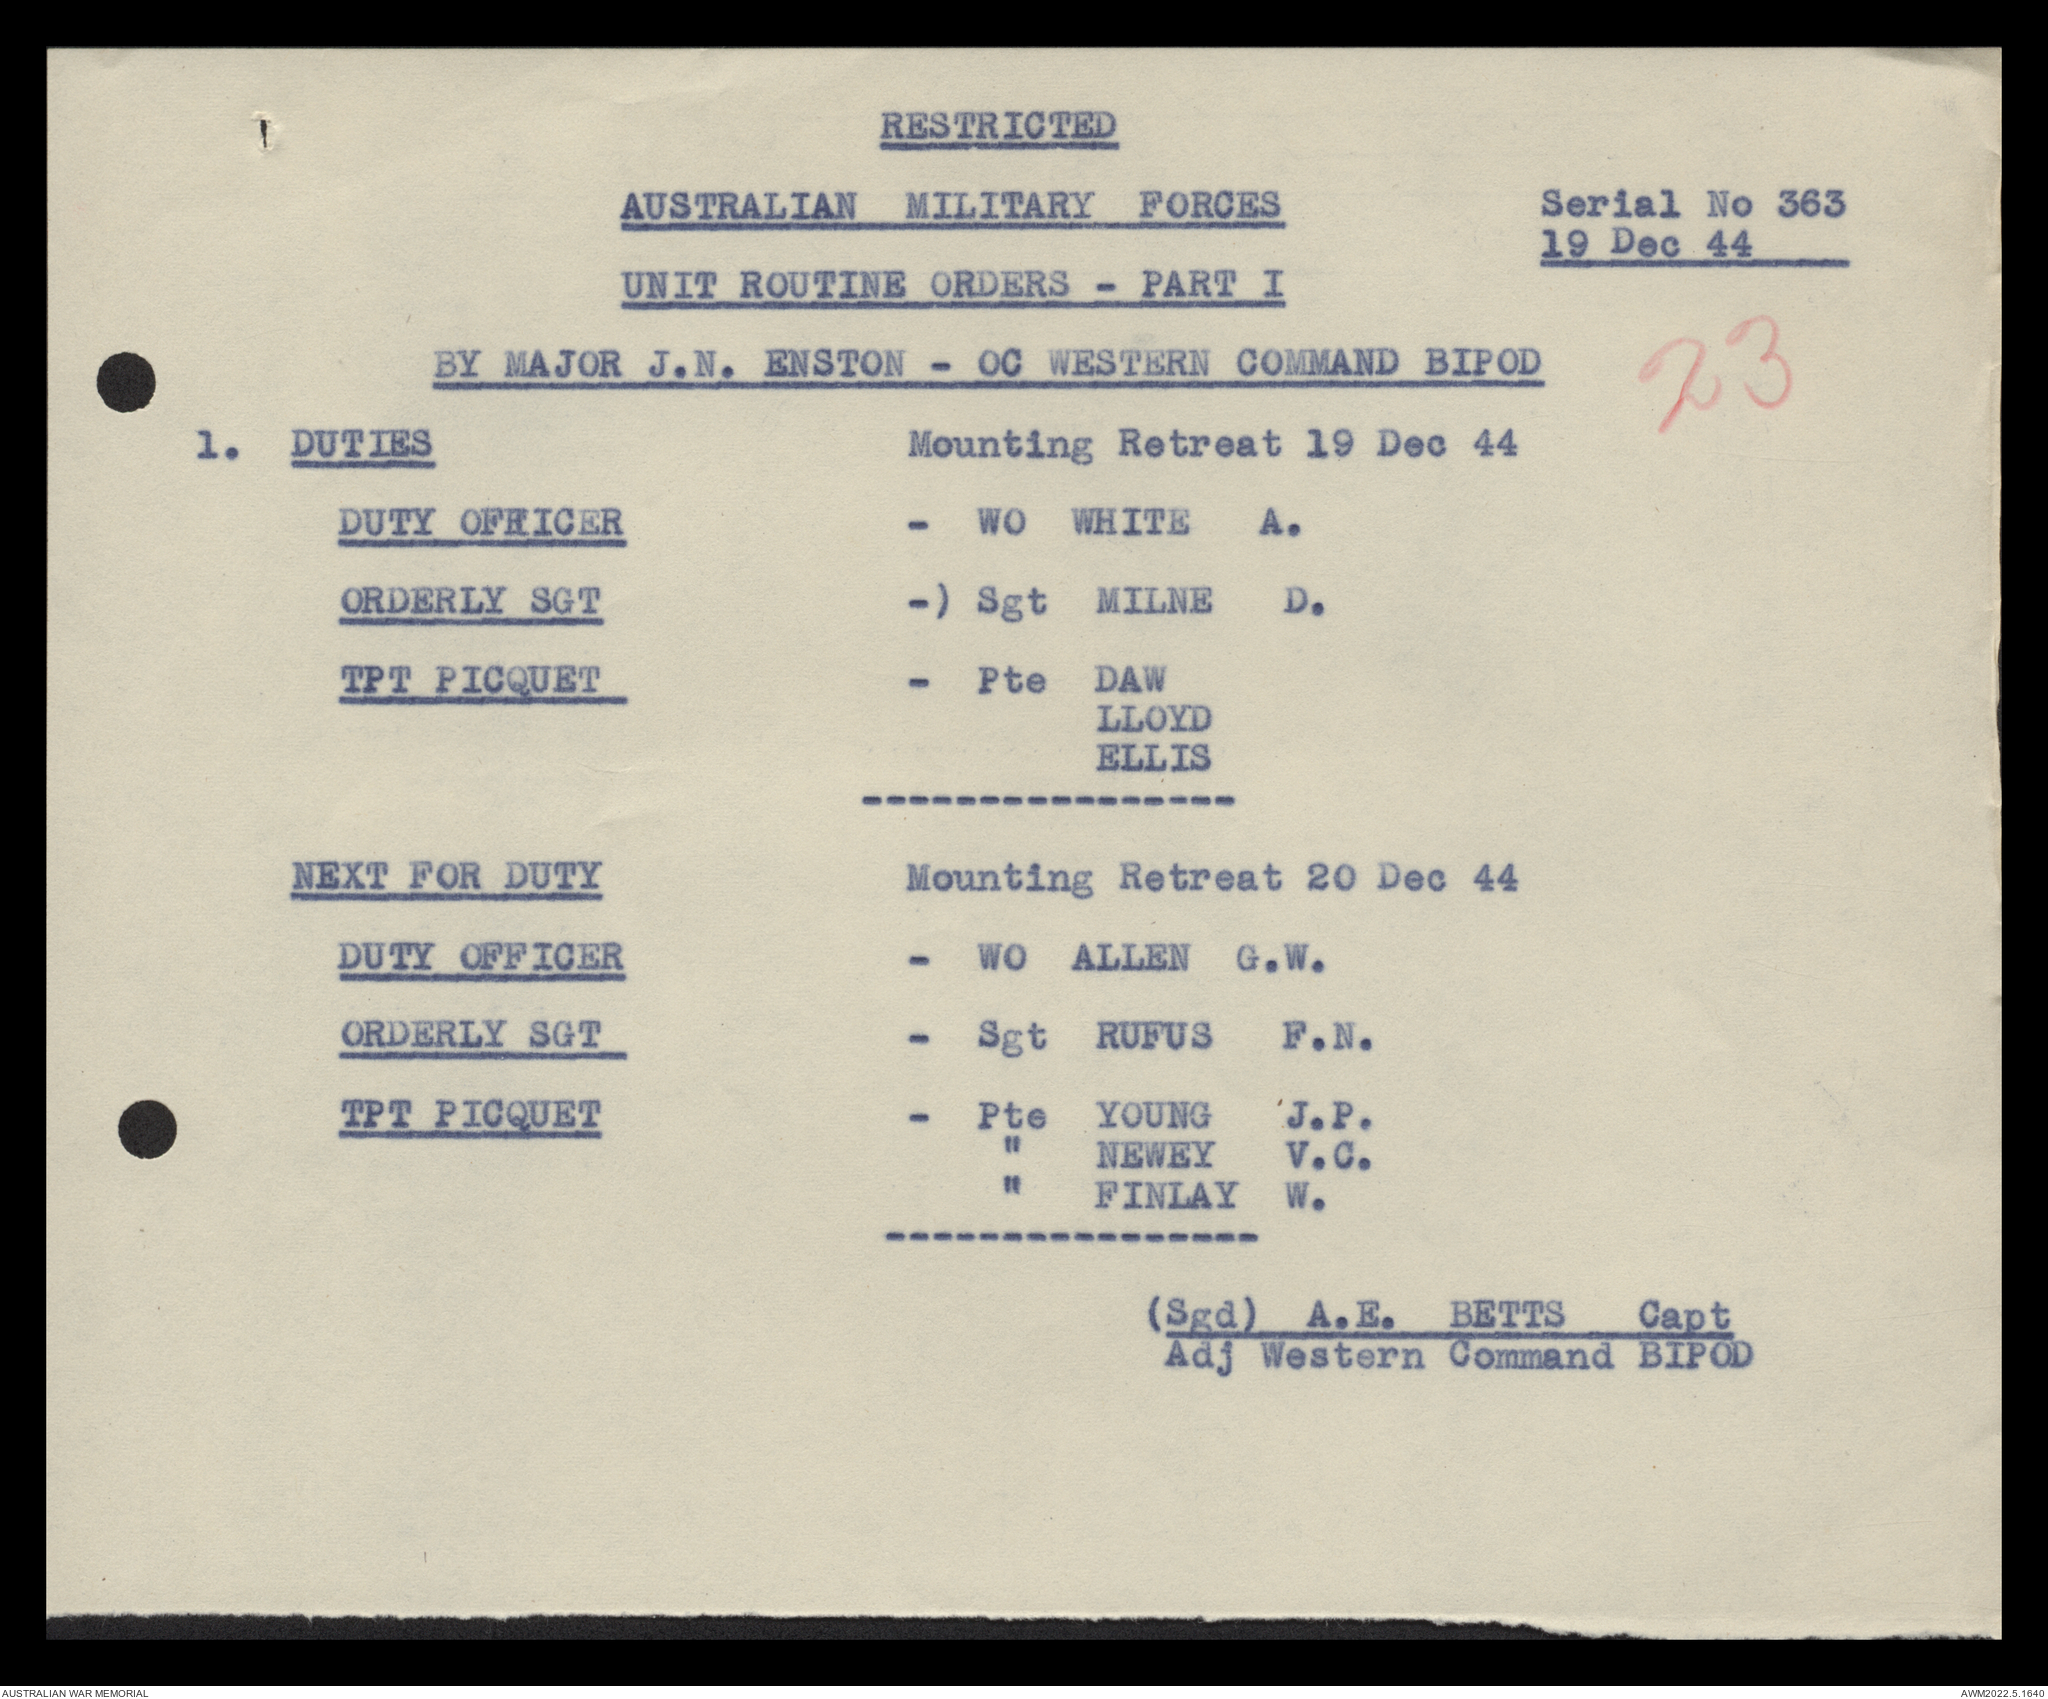 RESTRICTED
AUSTRALIAN MILITARY FORCES
Serial No 363
19 Dec 44
UNIT ROUTINE ORDERS - PART I
23
BY MAJOR J.N. ENSTON - OC WESTERN COMMAND BIPOD
1. DUTIES Mounting Retreat 19 Dec 44
DUTY OFFICER - WO WHITE A.
ORDERLY SGT -) Sgt MILNE D.
TPT PICQUET - Pte DAW
LLOYD
ELLIS
----------------
NEXT FOR DUTY Mounting Retreat 20 Dec 44
DUTY OFFICER - WO ALLEN G.W.
ORDERLY SGT - Sgt RUFUS F.N.
TPT PICQUET - Pte YOUNG J.P.
" NEWEY V.C.
" FINLAY W.
----------------
(Sgd) A.E. BETTS Capt
Adj Western Command BIPOD
AUSTRALIAN WAR MEMORIAL AWM2022.5.1640